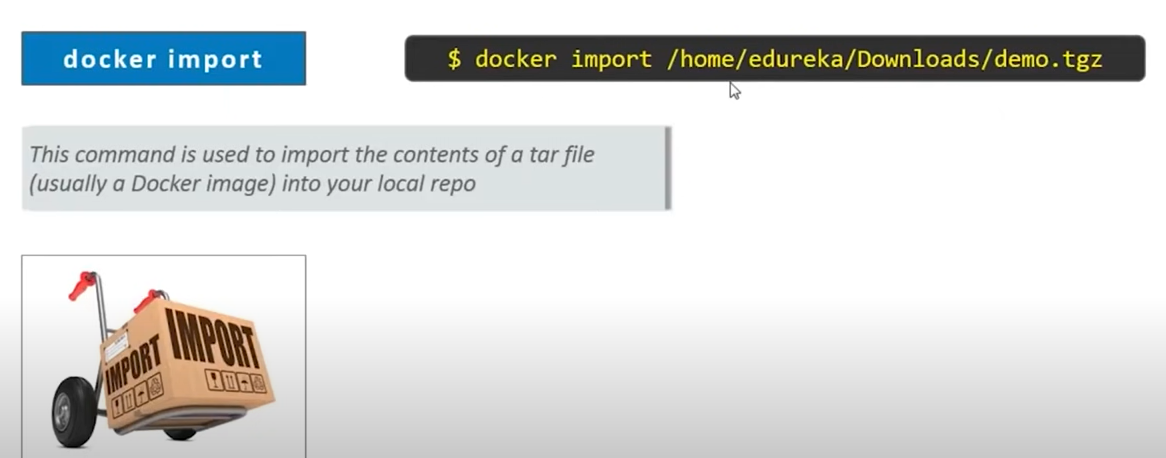 docker import
$ docker import /home/edureka/Downloads/demo.tgz
This command is used to import the contents of a tar file
(usually a Docker image) into your local repo
IMPORT
IMPORT